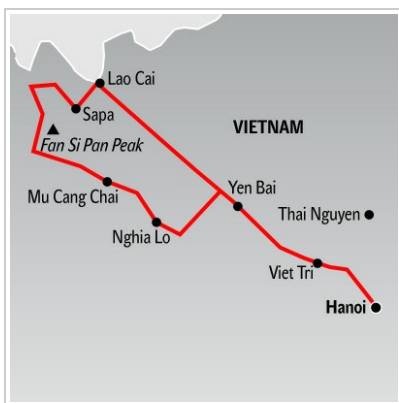 Lao Cai
Sapa
VIETNAM
Fan Si Pan Peak
Mu Cang Chai
Yen Bai
Thai Nguyen
Nghia Lo
Viet Tri
Hanoi